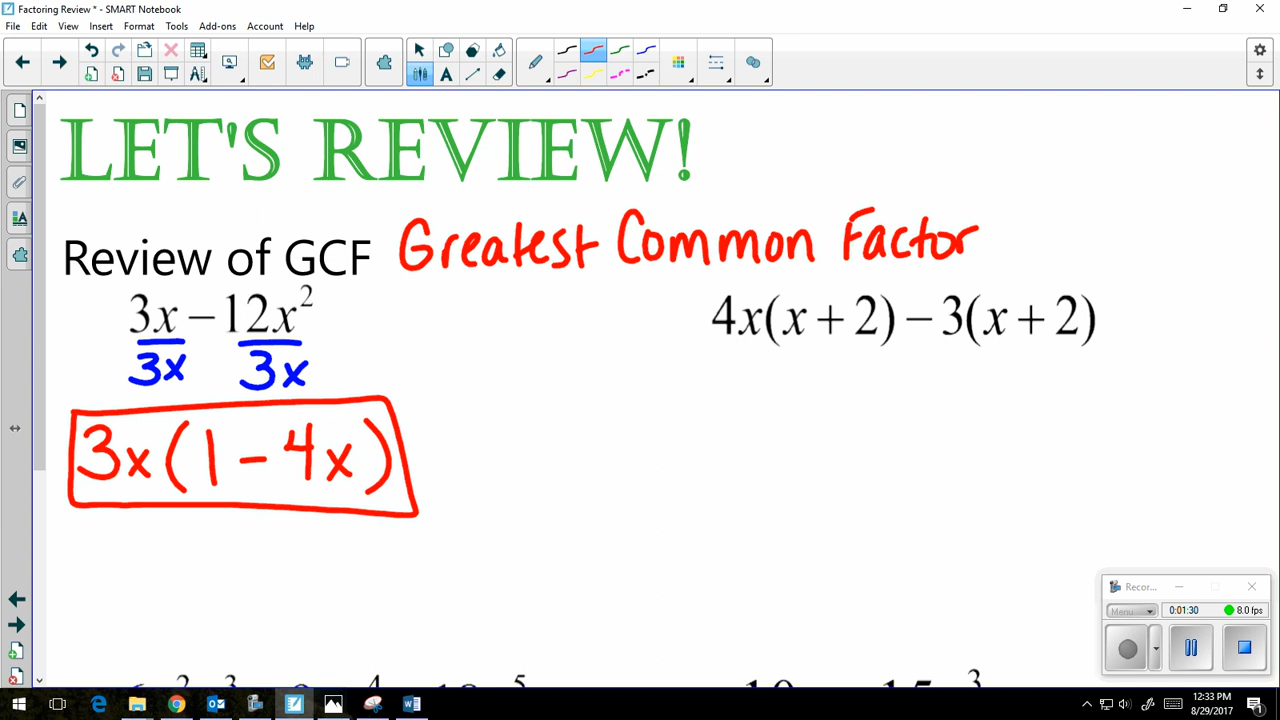 Factoring Review * - SMART Notebook
File Edit View Insert Format Tools Add-ons Account Help
LET'S REVIEW!
Review of GCF Greatest Common Factor
3x − 12x²
3x 3x
3x(1 − 4x)
4x(x + 2) − 3(x + 2)
Recor...
Menu
0:01:30 8.0 fps
12:33 PM
8/29/2017